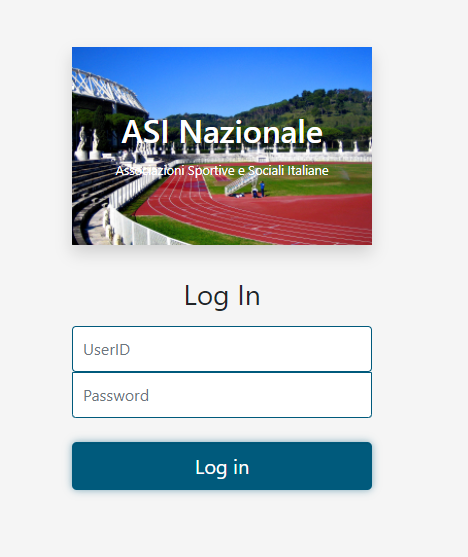 ASI Nazionale
Associazioni Sportive e Sociali Italiane
Log In
UserID
Password
Log in